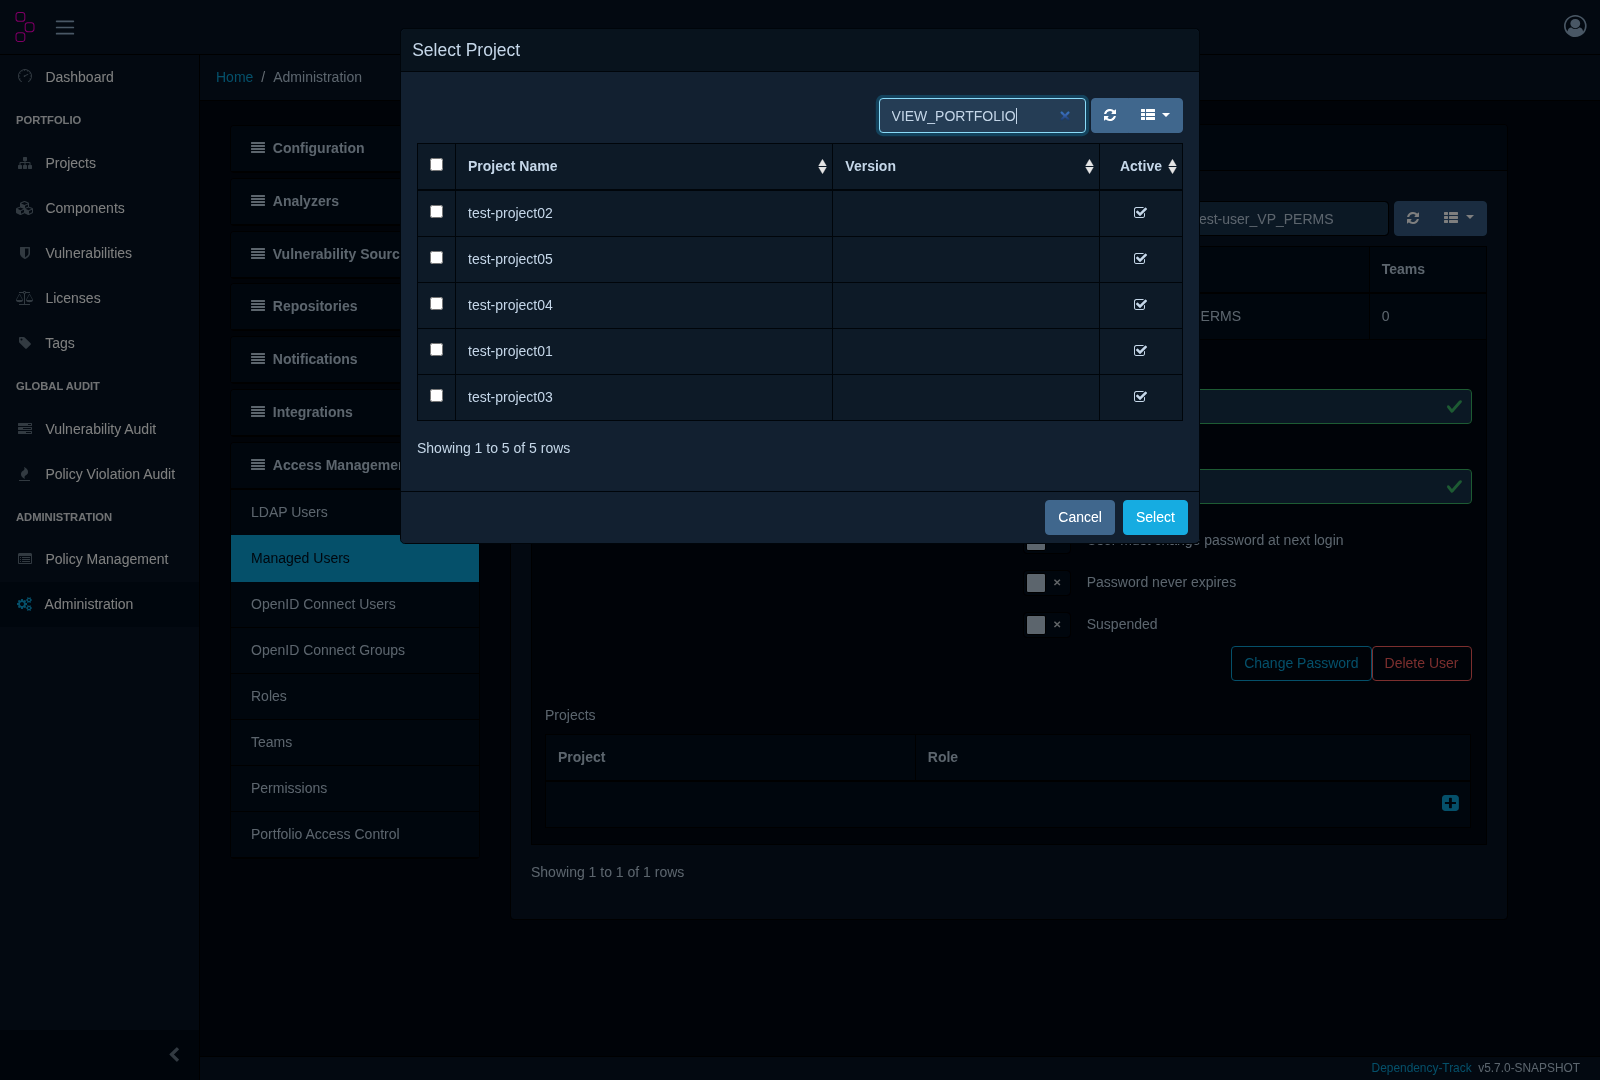 Select Project
Dashboard
Home / Administration
PORTFOLIO
Projects
Components
Vulnerabilities
Licenses
Tags
GLOBAL AUDIT
Vulnerability Audit
Policy Violation Audit
ADMINISTRATION
Policy Management
Administration
Configuration
Analyzers
Vulnerability Sourc
Repositories
Notifications
Integrations
Access Managemen
LDAP Users
Managed Users
OpenID Connect Users
OpenID Connect Groups
Roles
Teams
Permissions
Portfolio Access Control
VIEW_PORTFOLIO
Project Name Version Active
test-project02
test-project05
test-project04
test-project01
test-project03
Showing 1 to 5 of 5 rows
Cancel Select
est-user_VP_PERMS
Teams
ERMS 0
User must change password at next login
Password never expires
Suspended
Change Password Delete User
Projects
Project Role
Showing 1 to 1 of 1 rows
Dependency-Track v5.7.0-SNAPSHOT